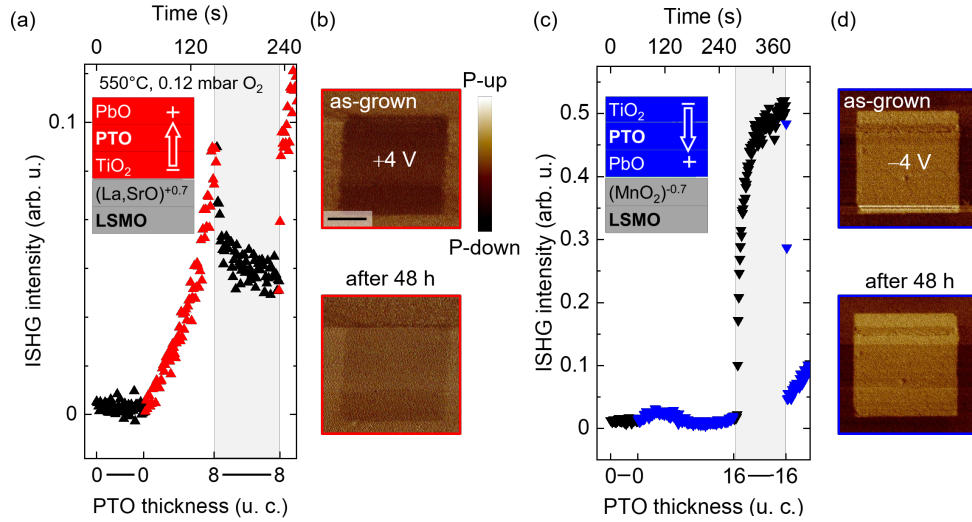 (a)
Time (s)
0 120 240
550°C, 0.12 mbar O₂
PbO +
PTO
TiO₂ −
(La,SrO)⁺⁰·⁷
LSMO
ISHG intensity (arb. u.)
0.1
0
0 0 8 8
PTO thickness (u. c.)
(b)
as-grown
+4 V
P-up
P-down
after 48 h
(c)
Time (s)
0 120 240 360
TiO₂ −
PTO
PbO +
(MnO₂)⁻⁰·⁷
LSMO
ISHG intensity (arb. u.)
0.5
0.4
0.3
0.2
0.1
0
0 0 16 16
PTO thickness (u. c.)
(d)
as-grown
−4 V
after 48 h